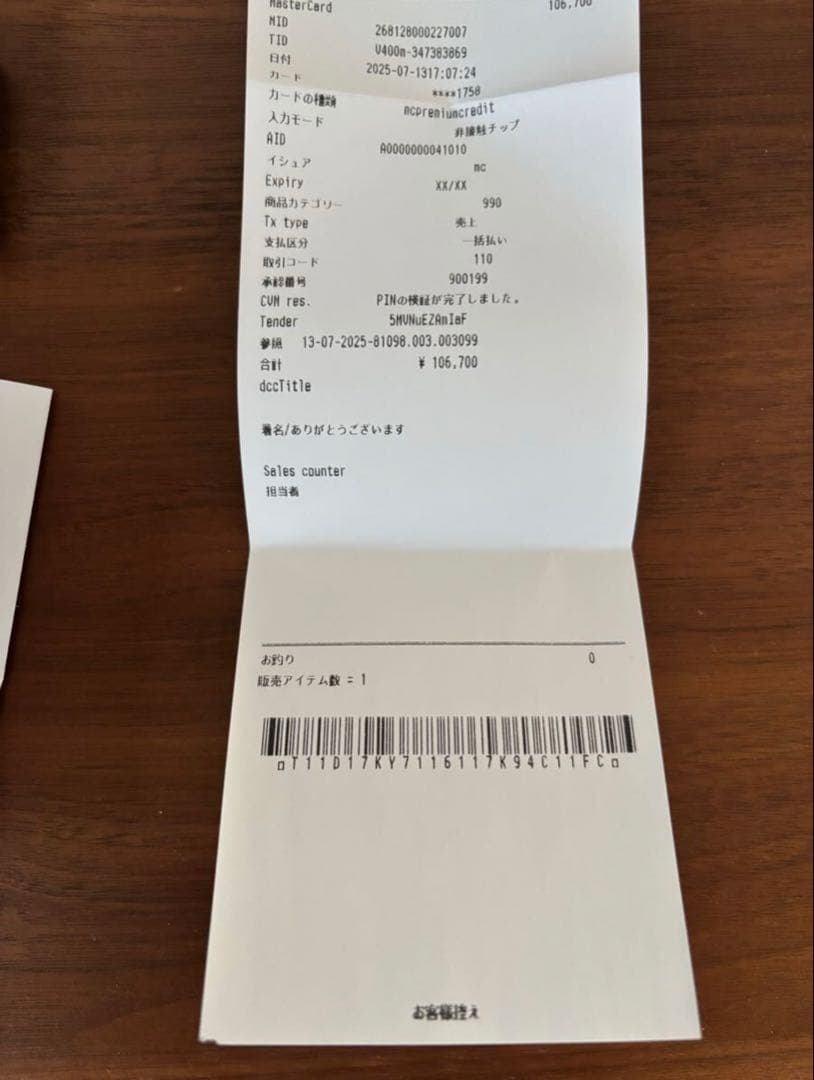 MasterCard 106,700
MID 268128000227007
TID V400m-347383869
日付 2025-07-1317:07:24
カード ****1758
カードの種類 mcpremiumcredit
入力モード 非接触チップ
AID A0000000041010
イシュア mc
Expiry XX/XX
商品カテゴリー 990
Tx type 売上
支払区分 一括払い
取引コード 110
承認番号 900199
CVM res. PINの検証が完了しました。
Tender 5MVNuEZAmIaF
参照 13-07-2025-81098.003.003099
合計 ¥ 106,700
dccTitle
署名/ありがとうございます
Sales counter
担当者
お釣り 0
販売アイテム数 = 1
¤T11D17KY7116117K94C11FC¤
お客様控え